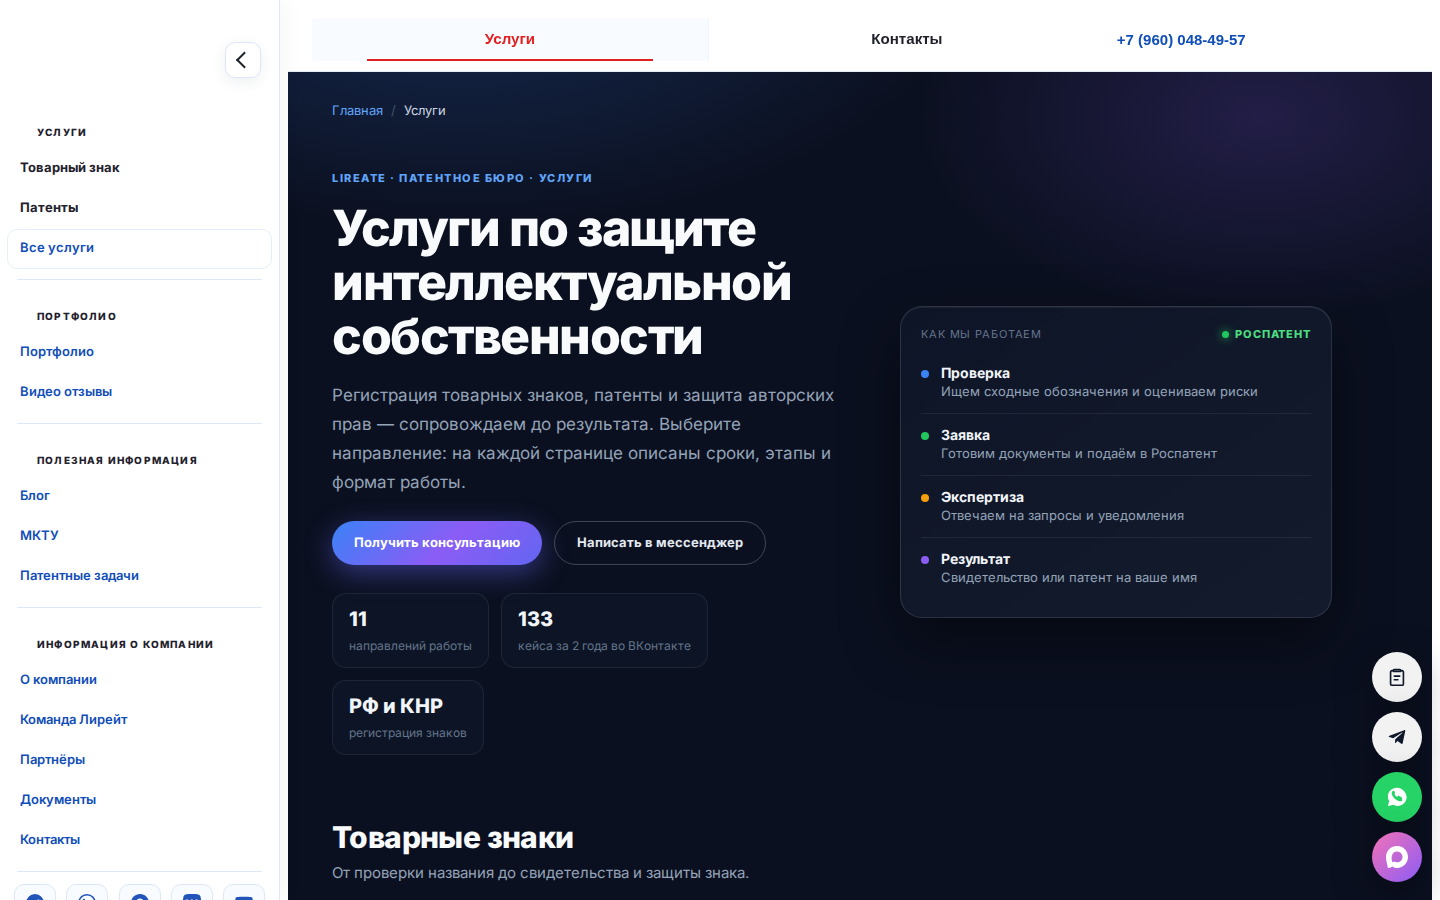 УСЛУГИ
Товарный знак
Патенты
Все услуги
ПОРТФОЛИО
Портфолио
Видео отзывы
ПОЛЕЗНАЯ ИНФОРМАЦИЯ
Блог
МКТУ
Патентные задачи
ИНФОРМАЦИЯ О КОМПАНИИ
О компании
Команда Лирейт
Партнёры
Документы
Контакты
Услуги
Контакты
+7 (960) 048-49-57
Главная / Услуги
LIREATE · ПАТЕНТНОЕ БЮРО · УСЛУГИ
Услуги по защите
интеллектуальной
собственности
Регистрация товарных знаков, патенты и защита авторских
прав — сопровождаем до результата. Выберите
направление: на каждой странице описаны сроки, этапы и
формат работы.
Получить консультацию
Написать в мессенджер
11
направлений работы
133
кейса за 2 года во ВКонтакте
РФ и КНР
регистрация знаков
КАК МЫ РАБОТАЕМ
РОСПАТЕНТ
Проверка
Ищем сходные обозначения и оцениваем риски
Заявка
Готовим документы и подаём в Роспатент
Экспертиза
Отвечаем на запросы и уведомления
Результат
Свидетельство или патент на ваше имя
Товарные знаки
От проверки названия до свидетельства и защиты знака.